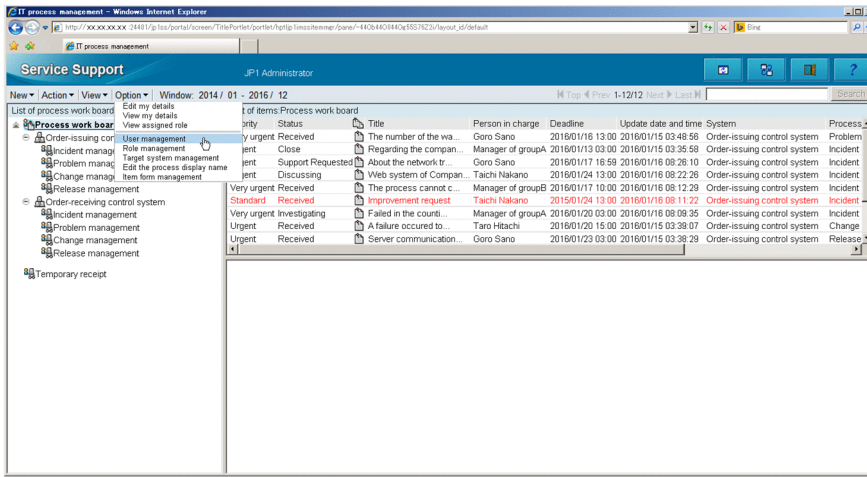 IT process management - Windows Internet Explorer
http://xx.xx.xx.xx :24401/jp1ss/portal/screen/TitlePortlet/portlet/
Bing
IT process management
Service Support JP1 Administrator
New Action View Option Window: 2014 / 01 - 2016 / 12 Top Prev 1-12/12 Next Last Search
List of process work board
Process work boar
Order-issuing con
Incident manag
Problem manag
Change manag
Release management
Order-receiving control system
Incident management
Problem management
Change management
Release management
Temporary receipt
Edit my details
View my details
View assigned role
User management
Role management
Target system management
Edit the process display name
Item form management
t of items:Process work board
ority Status Title Person in charge Deadline Update date and time System Process
ry urgent Received The number of the wa... Goro Sano 2016/01/16 13:00 2016/01/15 03:48:56 Order-issuing control system Problem
gent Close Regarding the compan... Manager of groupA 2016/01/13 03:00 2016/01/15 03:35:58 Order-issuing control system Incident
gent Support Requested About the network tr... Goro Sano 2016/01/17 16:59 2016/01/16 08:26:10 Order-issuing control system Incident
gent Discussing Web system of Compan... Taichi Nakano 2016/01/24 13:00 2016/01/16 08:22:26 Order-issuing control system Incident
Very urgent Received The process cannot c... Manager of groupB 2016/01/17 10:00 2016/01/16 08:12:29 Order-issuing control system Incident
Standard Received Improvement request Taichi Nakano 2015/01/24 13:00 2016/01/16 08:11:22 Order-issuing control system Incident
Very urgent Investigating Failed in the counti... Manager of groupA 2016/01/20 03:00 2016/01/16 08:09:35 Order-issuing control system Incident
Urgent Received A failure occured to... Taro Hitachi 2016/01/20 15:00 2016/01/15 03:39:07 Order-issuing control system Change
Urgent Received Server communication... Goro Sano 2016/01/23 03:00 2016/01/15 03:38:29 Order-issuing control system Release